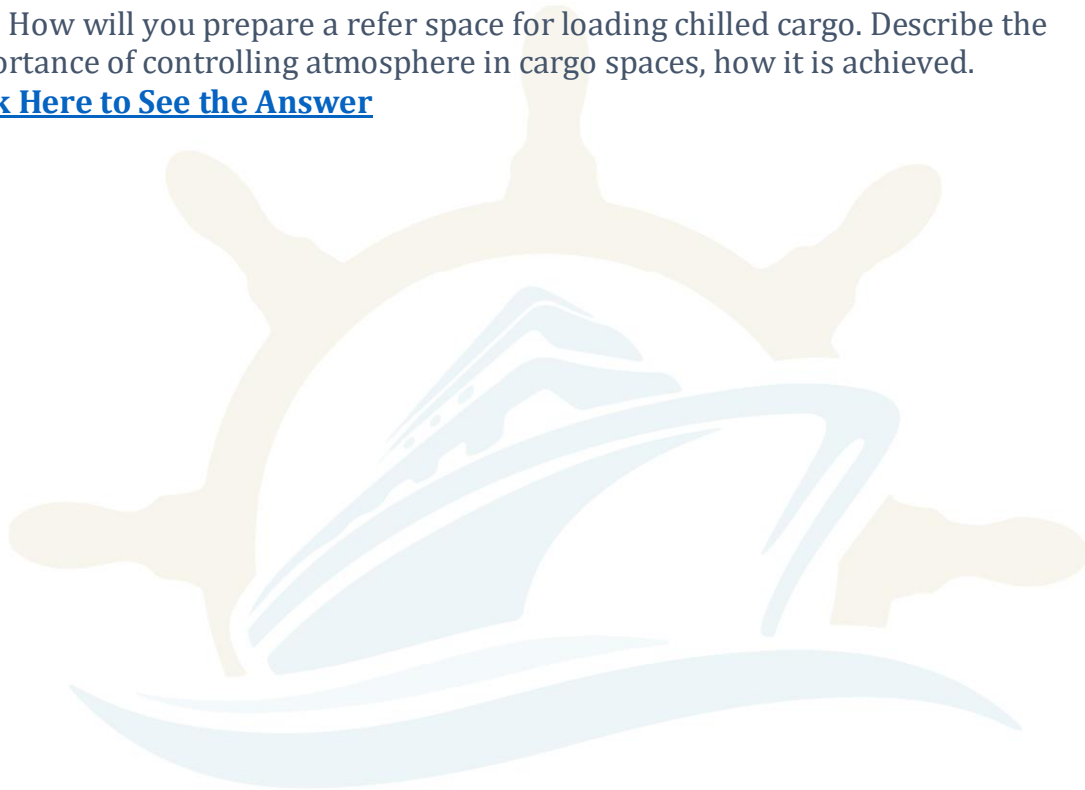 How will you prepare a refer space for loading chilled cargo. Describe the
ortance of controlling atmosphere in cargo spaces, how it is achieved.
k Here to See the Answer